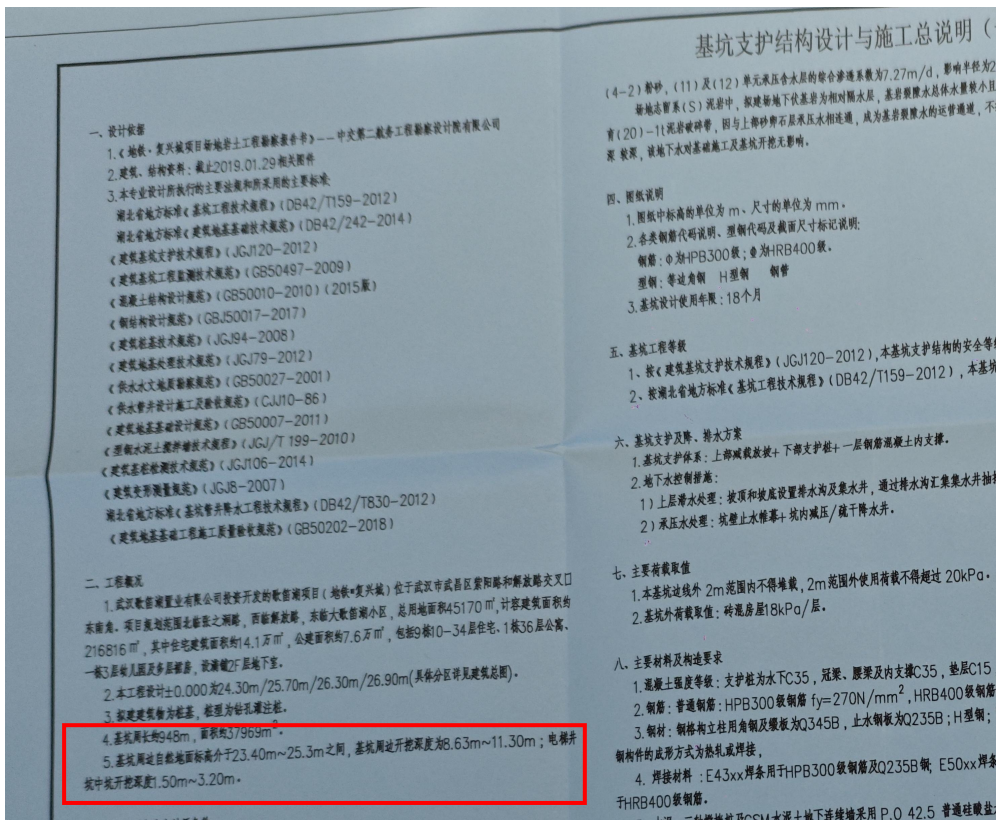 基坑支护结构设计与施工总说明（
一、设计依据
1.《地铁·复兴城项目场地岩土工程勘察报告书》——中交第二航务工程勘察设计院有限公司
2.建筑、结构资料：截止2019.01.29相关图件
3.本专业设计所执行的主要法规和所采用的主要标准
湖北省地方标准《基坑工程技术规程》(DB42/T159-2012)
湖北省地方标准《建筑地基基础技术规范》(DB42/242-2014)
《建筑基坑支护技术规程》(JGJ120-2012)
《建筑基坑工程监测技术规范》(GB50497-2009)
《混凝土结构设计规范》(GB50010-2010)(2015版)
《钢结构设计规范》(GBJ50017-2017)
《建筑桩基技术规范》(JGJ94-2008)
《建筑地基处理技术规范》(JGJ79-2012)
《供水水文地质勘察规范》(GB50027-2001)
《供水管井设计施工及验收规范》(CJJ10-86)
《建筑地基基础设计规范》(GB50007-2011)
《型钢水泥土搅拌墙技术规程》(JGJ/T 199-2010)
《建筑基桩检测技术规范》(JGJ106-2014)
《建筑变形测量规范》(JGJ8-2007)
湖北省地方标准《基坑管井降水工程技术规程》(DB42/T830-2012)
《建筑地基基础工程施工质量验收规范》(GB50202-2018)
二、工程概况
1.武汉歌笛湖置业有限公司投资开发的歌笛湖项目(地铁·复兴城)位于武汉市武昌区紫阳路和解放路交叉口
东南角。项目规划范围北临张之洞路，西临解放路，东临大歌笛湖小区，总用地面积45170㎡,计容建筑面积约
216816㎡，其中住宅建筑面积约14.1万㎡，公建面积约7.6万㎡，包括9栋10-34层住宅、1栋36层公寓、
一栋3层幼儿园及多层裙房，设满铺2F层地下室。
2.本工程设计±0.000为24.30m/25.70m/26.30m/26.90m(具体分区详见建筑总图)。
3.拟建建筑物为桩基，桩型为钻孔灌注桩。
4.基坑周长约948m，面积约37969m²。
5.基坑周边自然地面标高介于23.40m~25.3m之间，基坑周边开挖深度为8.63m~11.30m；电梯井
坑中坑开挖深度1.50m~3.20m。
(4-2)粉砂，(11)及(12)单元承压含水层的综合渗透系数为7.27m/d，影响半径为2
场地志留系(S)泥岩中，拟建场地下伏基岩为相对隔水层，基岩裂隙水总体水量较小且
育(20)-1t泥岩破碎带，因与上部砂卵石层承压水相连通，成为基岩裂隙水的运营通道，不
深 较深，该地下水对基础施工及基坑开挖无影响。
四、图纸说明
1.图纸中标高的单位为 m、尺寸的单位为 mm。
2.各类钢筋代码说明、型钢代码及截面尺寸标记说明:
钢筋：Φ为HPB300级；Φ为HRB400级。
型钢：等边角钢 H型钢 钢管
3.基坑设计使用年限：18个月
五、基坑工程等级
1、按《建筑基坑支护技术规程》(JGJ120-2012),本基坑支护结构的安全等
2、按湖北省地方标准《基坑工程技术规程》(DB42/T159-2012)，本基坑
六、基坑支护及降、排水方案
1.基坑支护体系：上部减载放坡+下部支护桩+一层钢筋混凝土内支撑。
2.地下水控制措施：
1)上层滞水处理：坡顶和坡底设置排水沟及集水井，通过排水沟汇集集水井抽
2)承压水处理：坑壁止水帷幕+坑内减压/疏干降水井。
七、主要荷载取值
1.本基坑边线外 2m范围内不得堆载，2m范围外使用荷载不得超过 20kPa。
2.基坑外荷载取值：砖混房屋18kPa/层。
八、主要材料及构造要求
1.混凝土强度等级：支护桩为水下C35，冠梁、腰梁及内支撑C35，垫层C15
2.钢筋：普通钢筋：HPB300级钢筋 fy=270N/mm²,HRB400级钢筋
3.钢材：钢格构立柱用角钢及缀板为Q345B，止水钢板为Q235B；H型钢；
钢构件的成形方式为热轧或焊接，
4. 焊接材料：E43xx焊条用于HPB300级钢筋及Q235B钢 E50xx焊条
于HRB400级钢筋。
水泥土地下连续墙采用 P.O 42.5 普通硅酸盐